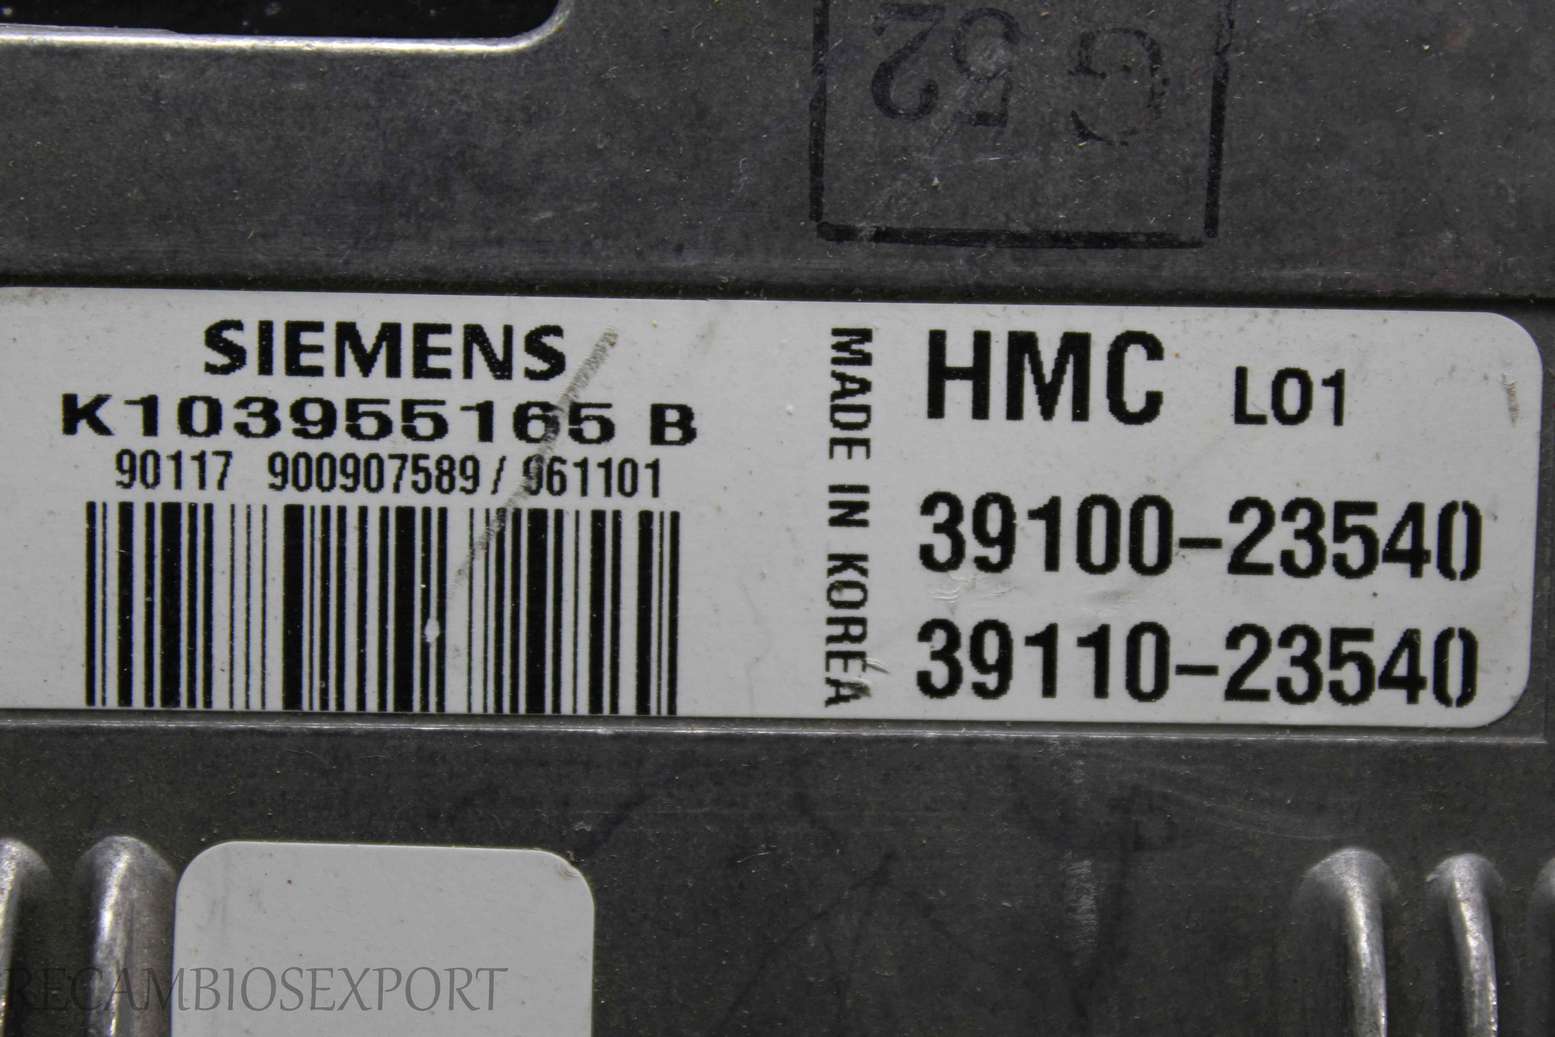 G 52
SIEMENS
K103955165 B
90117 900907589 / 961101
MADE IN KOREA
HMC L01
39100-23540
39110-23540
RECAMBIOSEXPORT